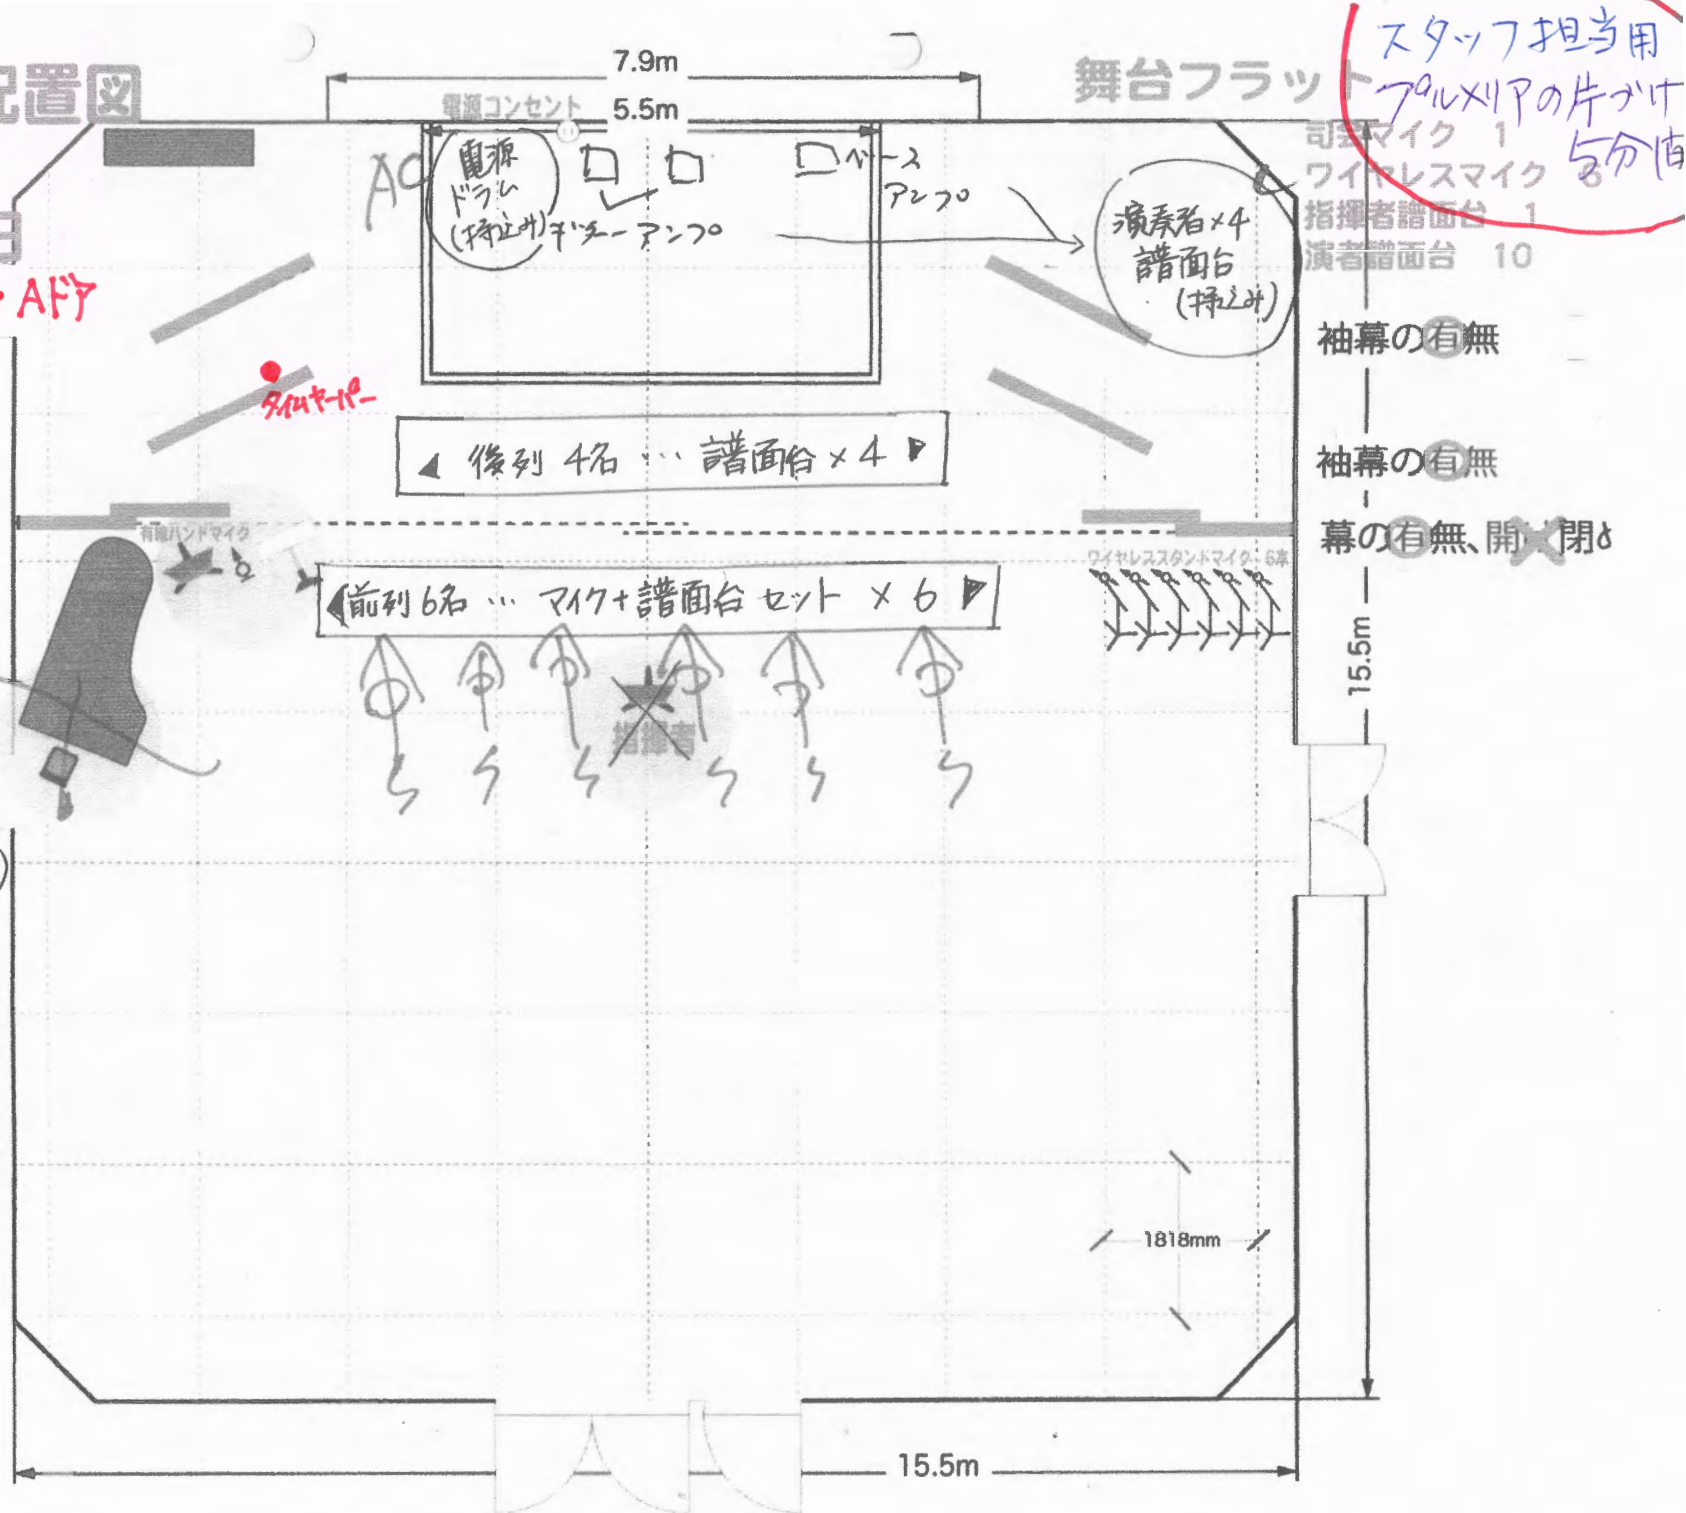 配置図
7.9m
電源コンセント
5.5m
舞台フラット
スタッフ担当用
プルメリアの片づけ
5分
司会マイク 1
ワイヤレスマイク 6
指揮者譜面台 1
演者譜面台 10
日
Aドア
AC
電源
ドラム
(持込み)
ギターアンプ
ベース
アンプ
演奏者×4
譜面台
(持込み)
袖幕の有無
タイムキーパー
後列 4名 … 譜面台×4
袖幕の有無
有線ハンドマイク
ワイヤレススタンドマイク 6本
幕の有無、開 閉
前列6名 … マイク+譜面台 セット × 6
指揮者
15.5m
1818mm
15.5m